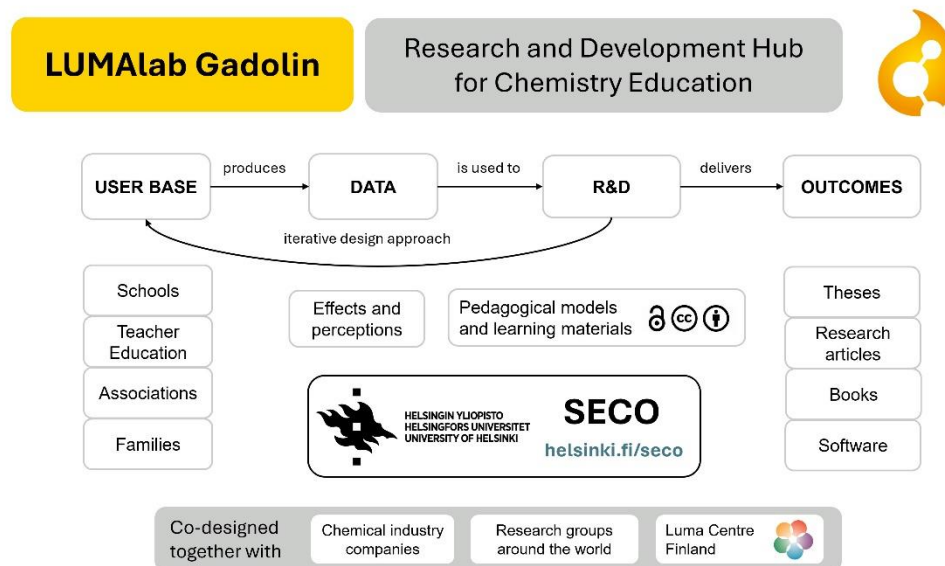 LUMAlab Gadolin
Research and Development Hub
for Chemistry Education
USER BASE
produces
DATA
is used to
R&D
delivers
OUTCOMES
iterative design approach
Schools
Teacher
Education
Associations
Families
Effects and
perceptions
Pedagogical models
and learning materials
cc
Theses
Research
articles
Books
Software
HELSINGIN YLIOPISTO
HELSINGFORS UNIVERSITET
UNIVERSITY OF HELSINKI
SECO
helsinki.fi/seco
Co-designed
together with
Chemical industry
companies
Research groups
around the world
Luma Centre
Finland